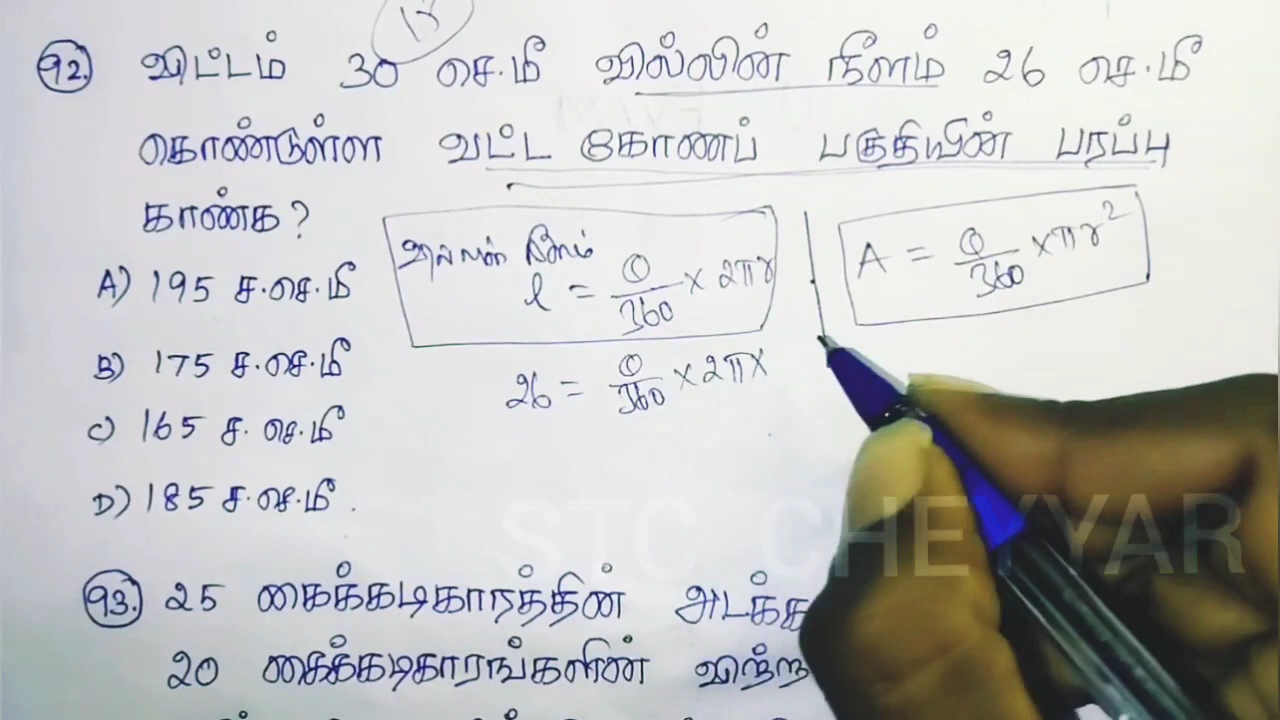 15
92. விட்டம் 30 செ.மீ வில்லின் நீளம் 26 செ.மீ
கொண்டுள்ள வட்ட கோணப் பகுதியின் பரப்பு
காண்க?
வில்லின் நீளம்
l = θ/360 × 2πr
A = θ/360 × πr²
26 = θ/360 × 2π×
A) 195 ச.செ.மீ
B) 175 ச.செ.மீ
C) 165 ச.செ.மீ
D) 185 ச.செ.மீ.
STC CHEYYAR
93. 25 கைக்கடிகாரத்தின் அடக்க
20 கைக்கடிகாரங்களின் விற்ற